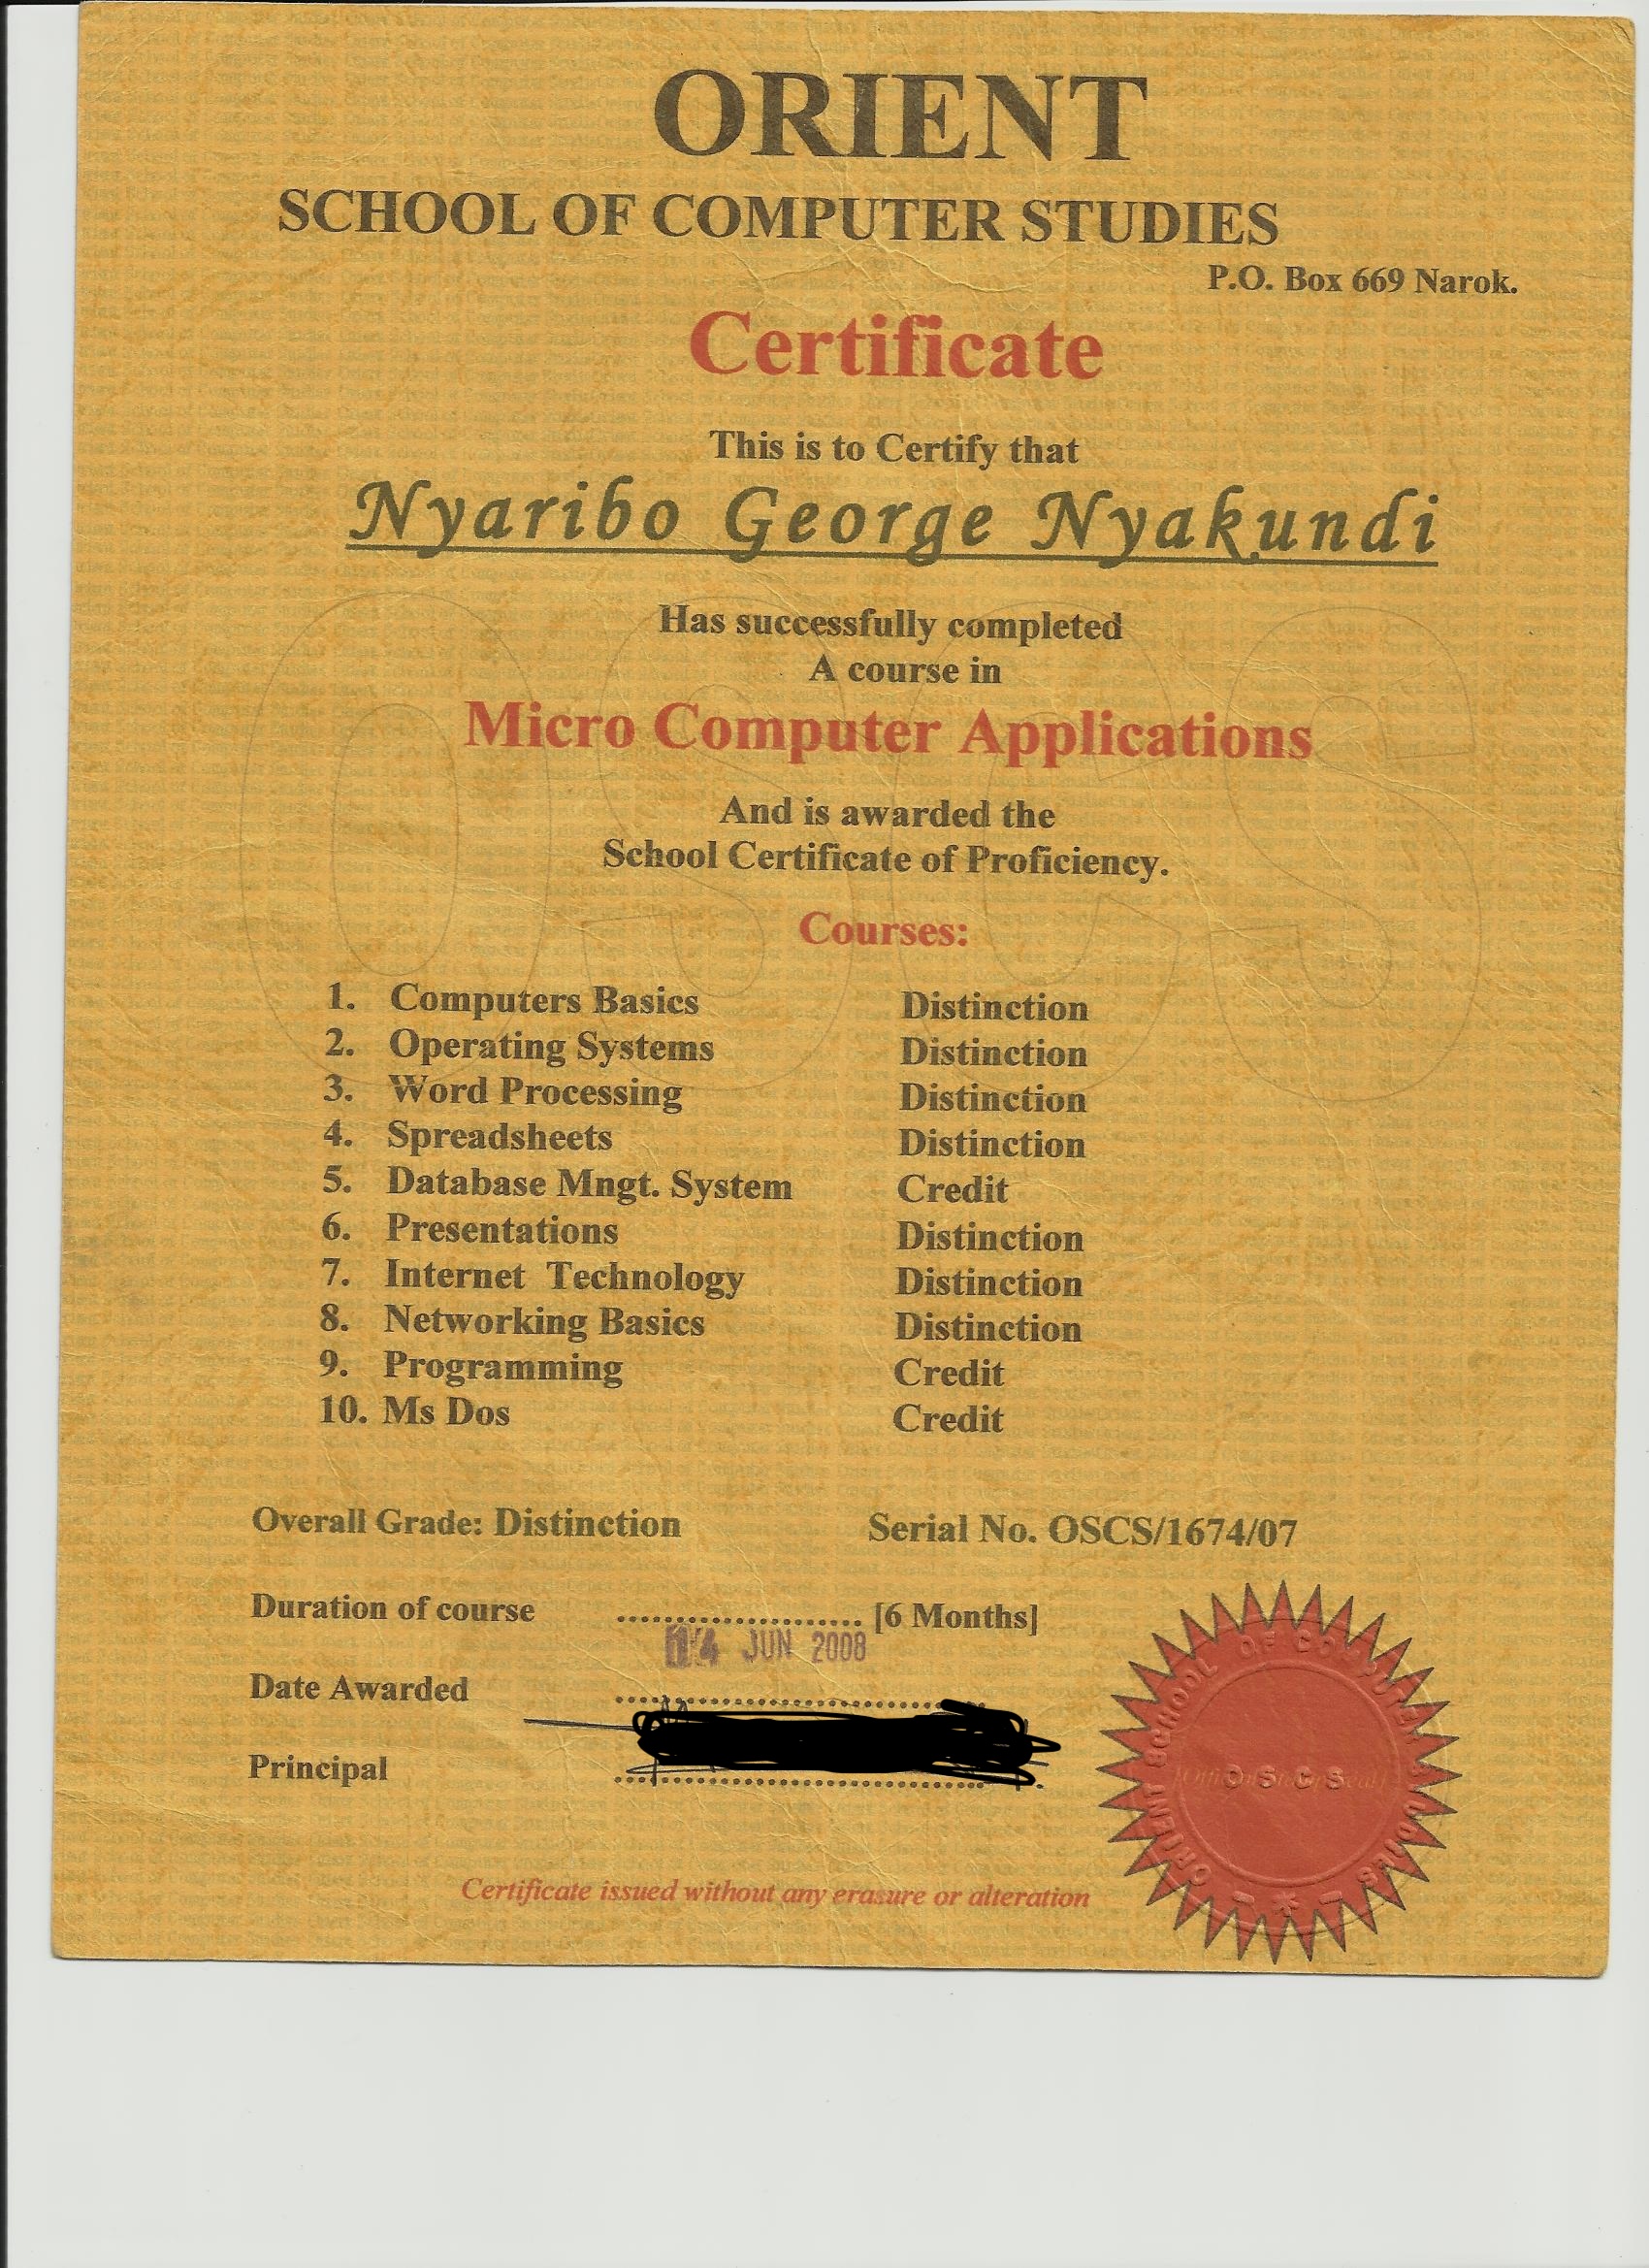 ORIENT
SCHOOL OF COMPUTER STUDIES
P.O. Box 669 Narok.
Certificate
This is to Certify that
Nyaribo George Nyakundi
Has successfully completed
A course in
Micro Computer Applications
And is awarded the
School Certificate of Proficiency.
Courses:
1. Computers Basics Distinction
2. Operating Systems Distinction
3. Word Processing Distinction
4. Spreadsheets Distinction
5. Database Mngt. System Credit
6. Presentations Distinction
7. Internet Technology Distinction
8. Networking Basics Distinction
9. Programming Credit
10. Ms Dos Credit
Overall Grade: Distinction Serial No. OSCS/1674/07
Duration of course ..................... [6 Months]
14 JUN 2008
Date Awarded
Principal
ORIENT SCHOOL OF COMPUTER STUDIES
OSCS
Certificate issued without any erasure or alteration